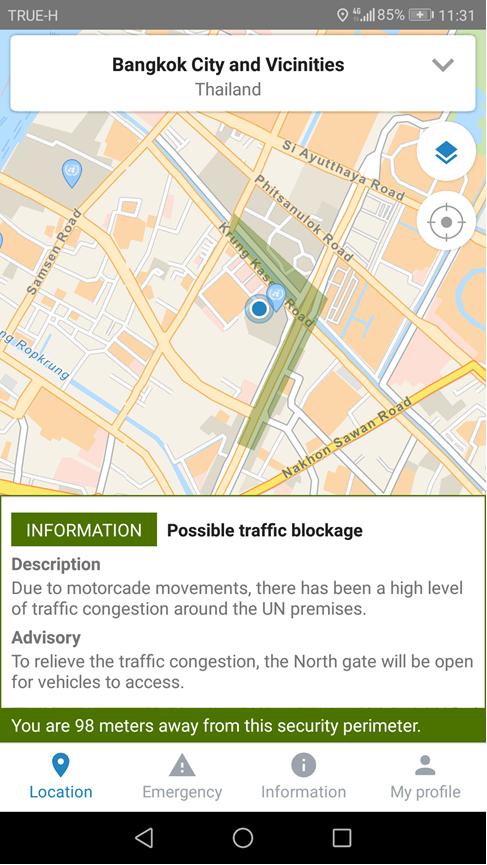 TRUE-H
4G
85%
11:31
Bangkok City and Vicinities
Thailand
Si Ayutthaya Road
Phitsanulok Road
Krung Kas
Road
Samsen Road
ng Ropkrung
Nakhon Sawan Road
INFORMATION Possible traffic blockage
Description
Due to motorcade movements, there has been a high level
of traffic congestion around the UN premises.
Advisory
To relieve the traffic congestion, the North gate will be open
for vehicles to access.
You are 98 meters away from this security perimeter.
Location
Emergency
Information
My profile